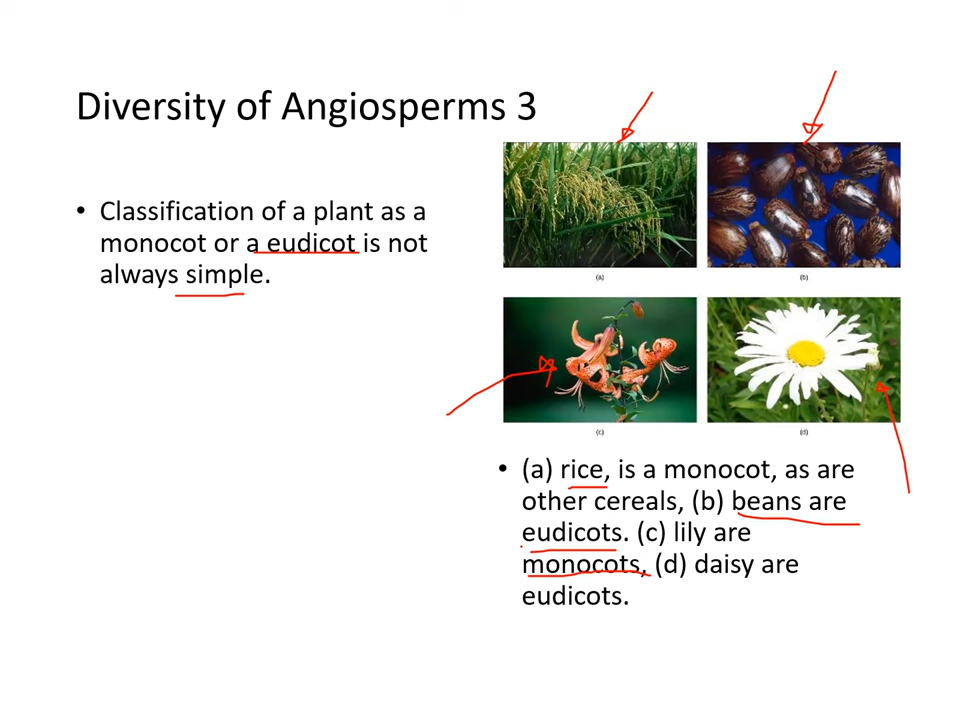 Diversity of Angiosperms 3
• Classification of a plant as a
monocot or a eudicot is not
always simple.
(a)
(b)
(c)
(d)
• (a) rice, is a monocot, as are
other cereals, (b) beans are
eudicots. (c) lily are
monocots, (d) daisy are
eudicots.